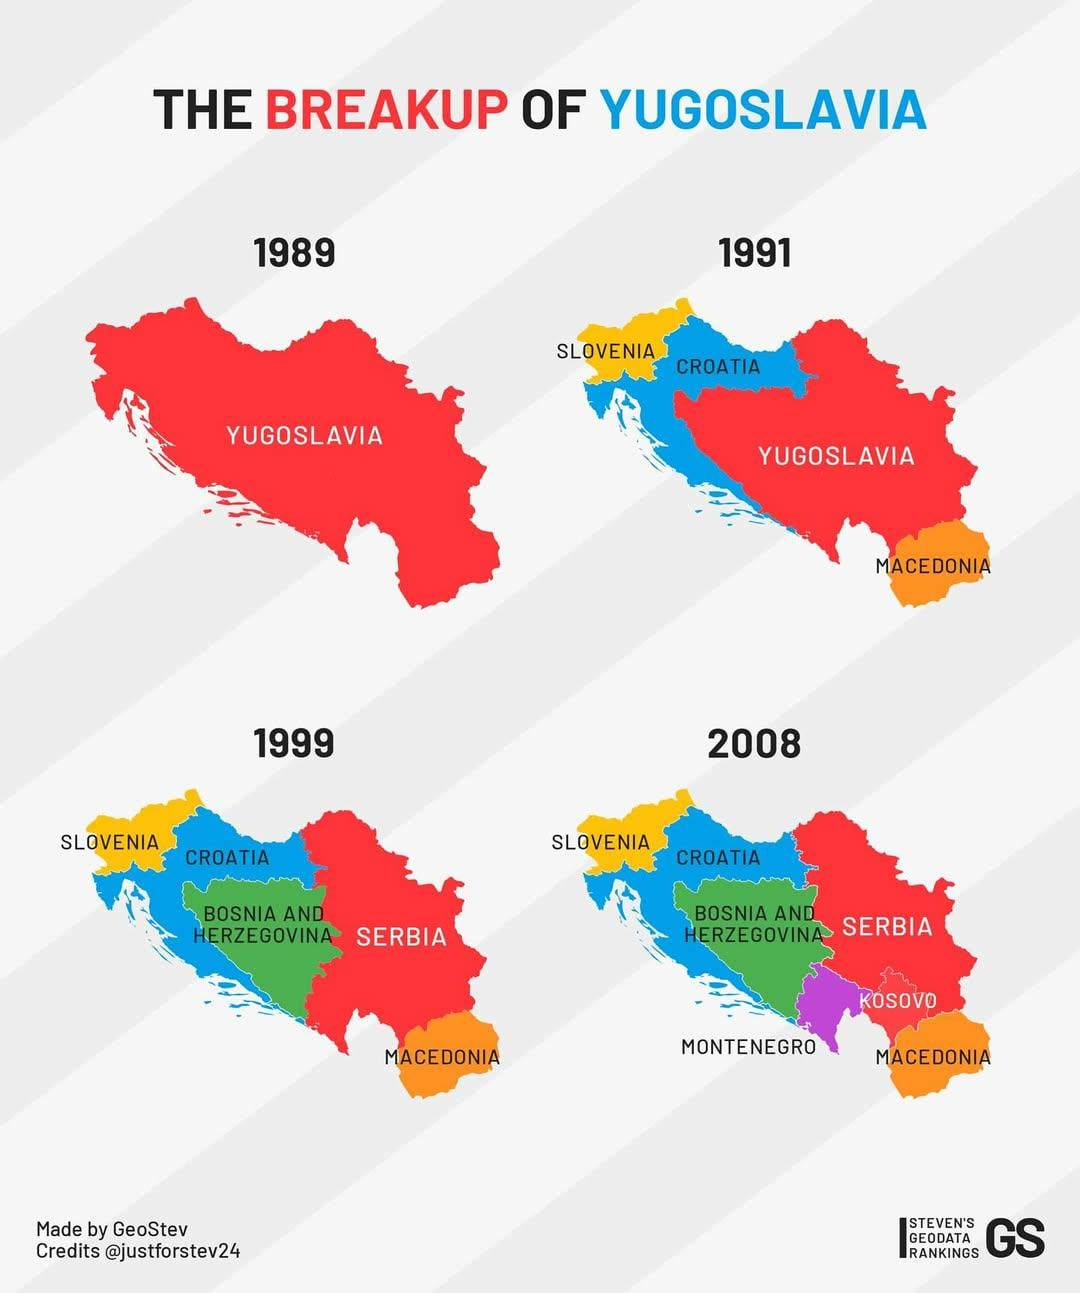 THE BREAKUP OF YUGOSLAVIA
1989
YUGOSLAVIA
1991
SLOVENIA
CROATIA
YUGOSLAVIA
MACEDONIA
1999
SLOVENIA
CROATIA
BOSNIA AND
HERZEGOVINA
SERBIA
MACEDONIA
2008
SLOVENIA
CROATIA
BOSNIA AND
HERZEGOVINA
SERBIA
KOSOVO
MONTENEGRO
MACEDONIA
Made by GeoStev
Credits @justforstev24
STEVEN'S
GEODATA
RANKINGS
GS